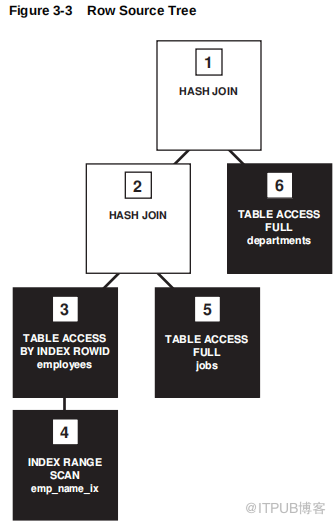 Figure 3-3 Row Source Tree
1
HASH JOIN
2
HASH JOIN
6
TABLE ACCESS
FULL
departments
3
TABLE ACCESS
BY INDEX ROWID
employees
5
TABLE ACCESS
FULL
jobs
4
INDEX RANGE
SCAN
emp_name_ix
@ITPUB博客